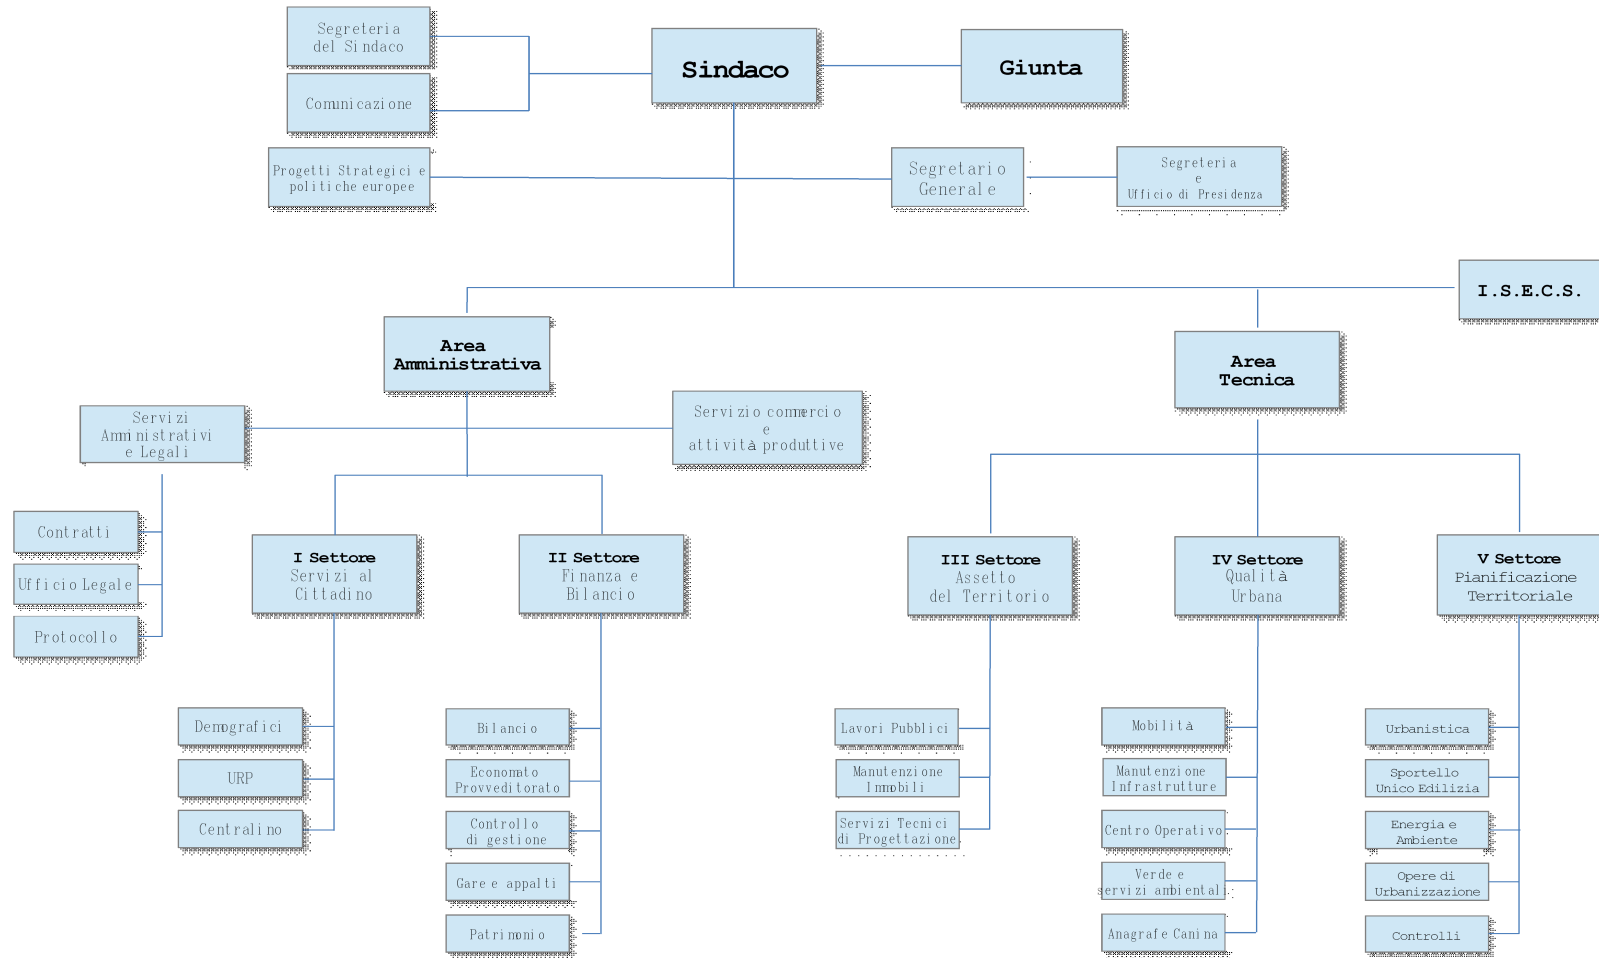 Segreteria
del Sindaco
Sindaco
Giunta
Comunicazione
Progetti Strategici e
politiche europee
Segretario
Generale
Segreteria
e
Ufficio di Presidenza
I.S.E.C.S.
Area
Amministrativa
Area
Tecnica
Servizi
Amministrativi
e Legali
Servizio commercio
e
attività produttive
Contratti
Ufficio Legale
Protocollo
I Settore
Servizi al
Cittadino
II Settore
Finanza e
Bilancio
III Settore
Assetto
del Territorio
IV Settore
Qualità
Urbana
V Settore
Pianificazione
Territoriale
Demografici
URP
Centralino
Bilancio
Economato
Provveditorato
Controllo
di gestione
Gare e appalti
Patrimonio
Lavori Pubblici
Manutenzione
Immobili
Servizi Tecnici
di Progettazione
Mobilità
Manutenzione
Infrastrutture
Centro Operativo
Verde e
servizi ambientali
Anagrafe Canina
Urbanistica
Sportello
Unico Edilizia
Energia e
Ambiente
Opere di
Urbanizzazione
Controlli